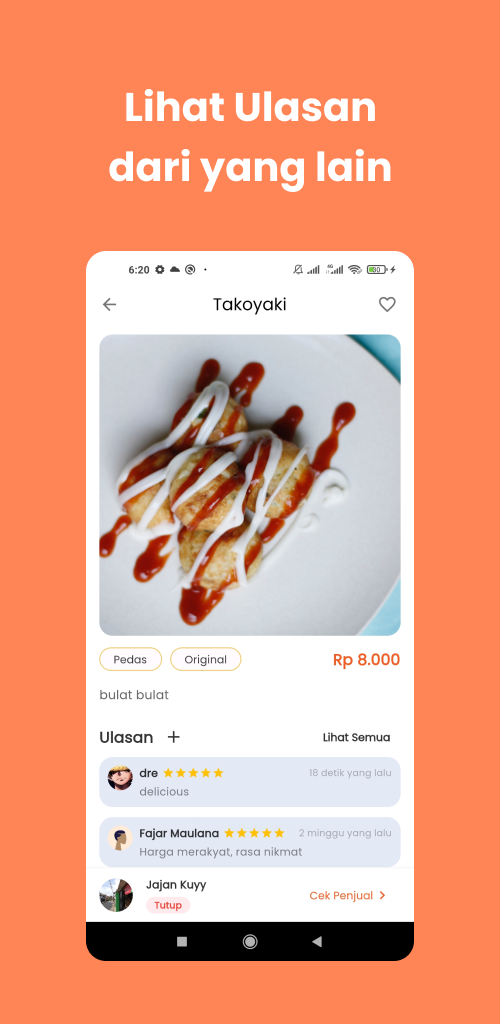 Lihat Ulasan
dari yang lain
6:20
4G
Takoyaki
Pedas
Original
Rp 8.000
bulat bulat
Ulasan +
Lihat Semua
dre
18 detik yang lalu
delicious
Fajar Maulana
2 minggu yang lalu
Harga merakyat, rasa nikmat
Jajan Kuyy
Tutup
Cek Penjual